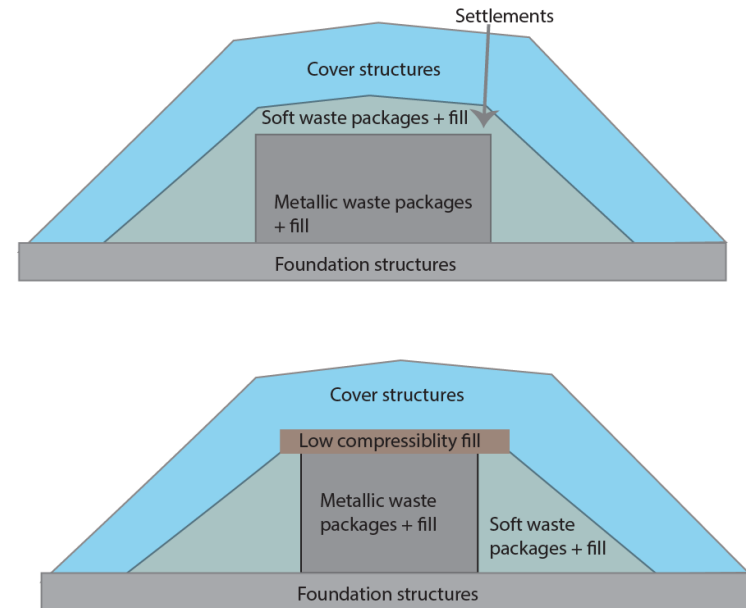 Settlements
Cover structures
Soft waste packages + fill
Metallic waste packages
+ fill
Foundation structures
Cover structures
Low compressiblity fill
Metallic waste
packages + fill
Soft waste
packages + fill
Foundation structures